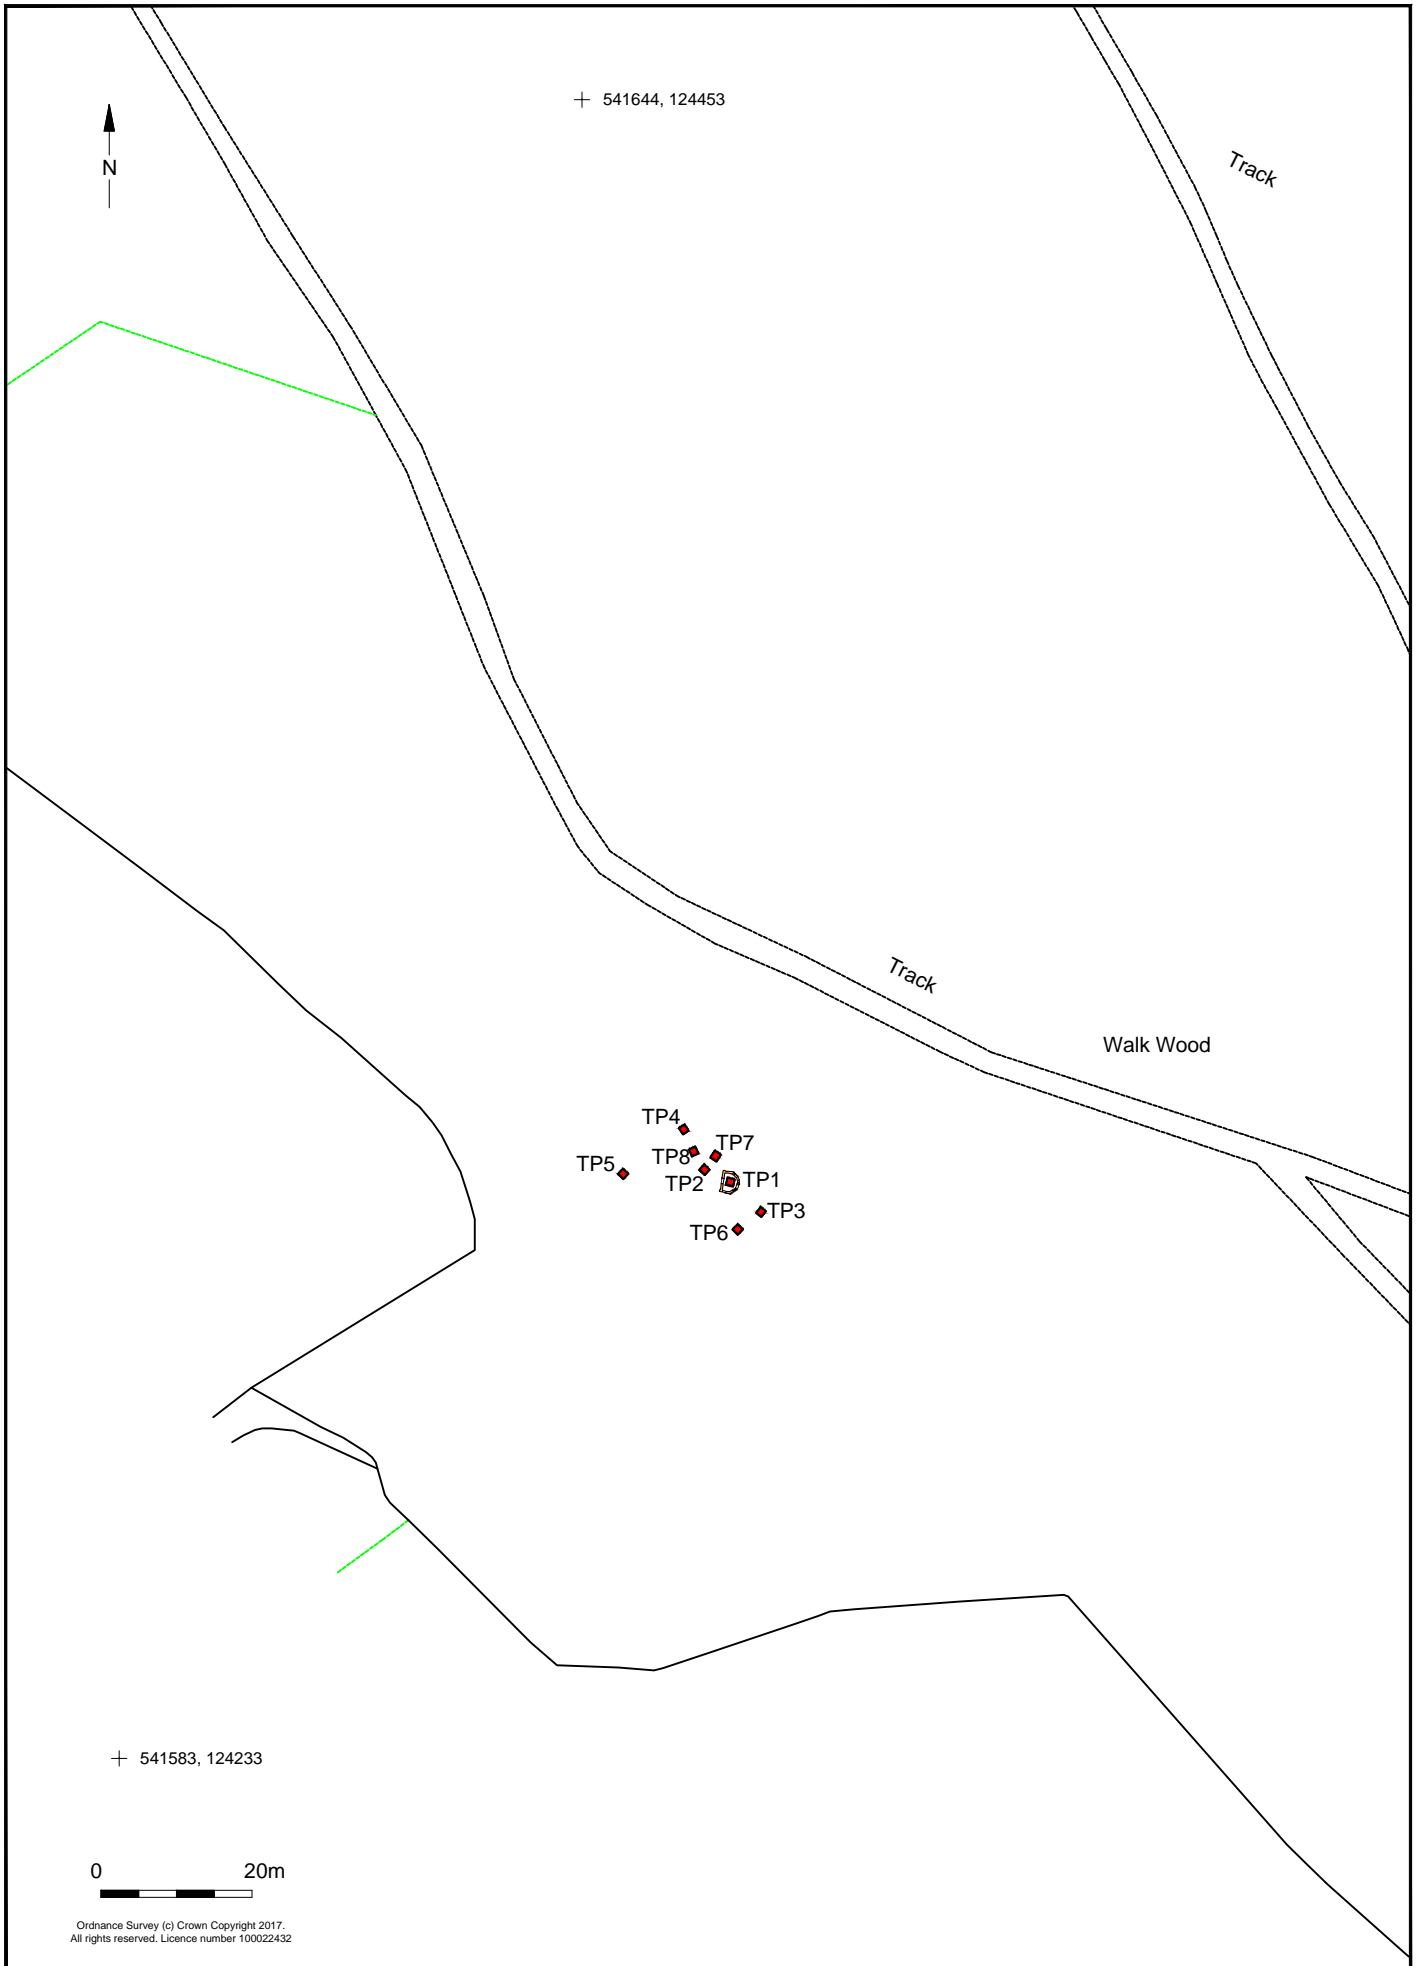 541644, 124453
Track
N
Track
Walk Wood
TP4
TP7
TP8
TP5
TP2
TP1
TP3
TP6
541583, 124233
0 20m
Ordnance Survey (c) Crown Copyright 2017.
All rights reserved. Licence number 100022432